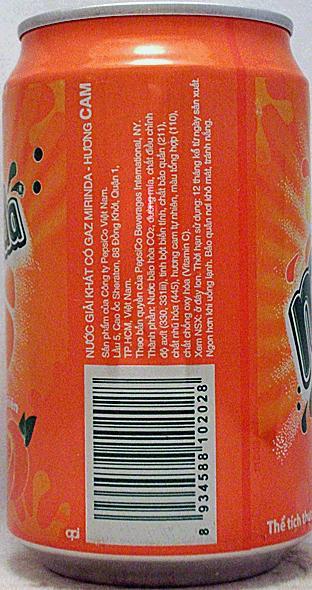 NƯỚC GIẢI KHÁT CÓ GAZ MIRINDA - HƯƠNG CAM
Sản phẩm của Công ty PepsiCo Việt Nam.
Lầu 5, Cao ốc Sheraton, 88 Đồng Khởi, Quận 1,
TP.HCM, Việt Nam.
Theo bản quyền của PepsiCo Beverages International, NY.
Thành phần: Nước bão hòa CO2, đường mía, chất điều chỉnh
độ axít (330, 331iii), tinh bột biến tính, chất bảo quản (211),
chất nhũ hóa (445), hương cam tự nhiên, màu tổng hợp (110),
chất chống oxy hóa (Vitamin C).
Xem NSX: ở đáy lon. Thời hạn sử dụng: 12 tháng kể từ ngày sản xuất.
Ngon hơn khi uống lạnh. Bảo quản nơi khô mát, tránh nắng.
8 934588 102028
Thể tích